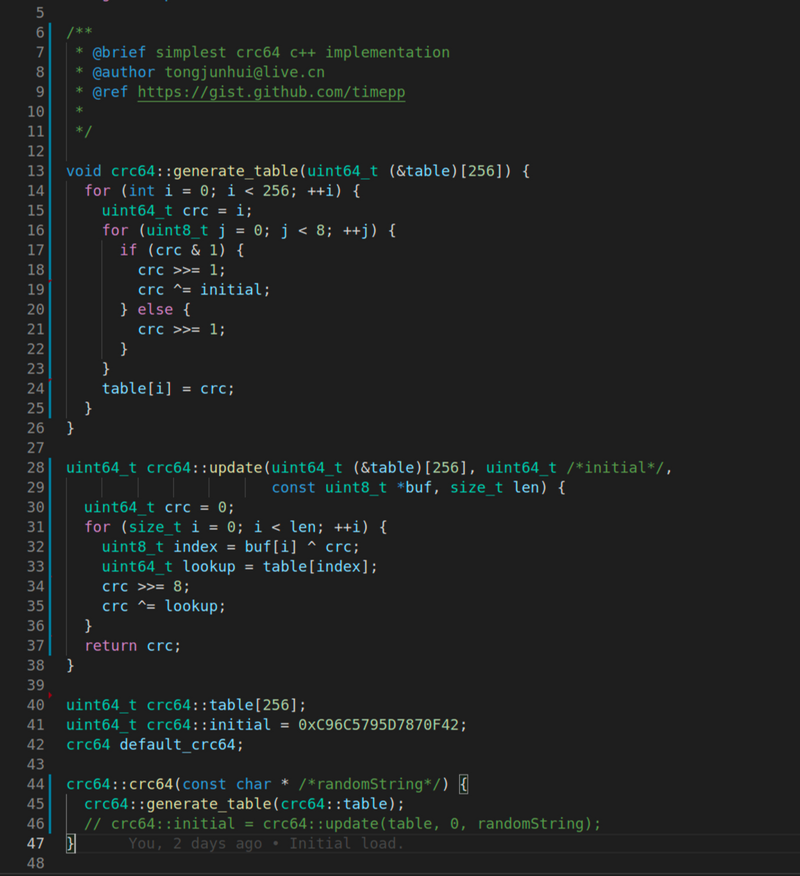 5
6 /**
7  * @brief simplest crc64 c++ implementation
8  * @author tongjunhui@live.cn
9  * @ref https://gist.github.com/timepp
10  *
11  */
12
13 void crc64::generate_table(uint64_t (&table)[256]) {
14   for (int i = 0; i < 256; ++i) {
15     uint64_t crc = i;
16     for (uint8_t j = 0; j < 8; ++j) {
17       if (crc & 1) {
18         crc >>= 1;
19         crc ^= initial;
20       } else {
21         crc >>= 1;
22       }
23     }
24     table[i] = crc;
25   }
26 }
27
28 uint64_t crc64::update(uint64_t (&table)[256], uint64_t /*initial*/,
29                        const uint8_t *buf, size_t len) {
30   uint64_t crc = 0;
31   for (size_t i = 0; i < len; ++i) {
32     uint8_t index = buf[i] ^ crc;
33     uint64_t lookup = table[index];
34     crc >>= 8;
35     crc ^= lookup;
36   }
37   return crc;
38 }
39
40 uint64_t crc64::table[256];
41 uint64_t crc64::initial = 0xC96C5795D7870F42;
42 crc64 default_crc64;
43
44 crc64::crc64(const char * /*randomString*/) {
45   crc64::generate_table(crc64::table);
46   // crc64::initial = crc64::update(table, 0, randomString);
47 } You, 2 days ago • Initial load.
48